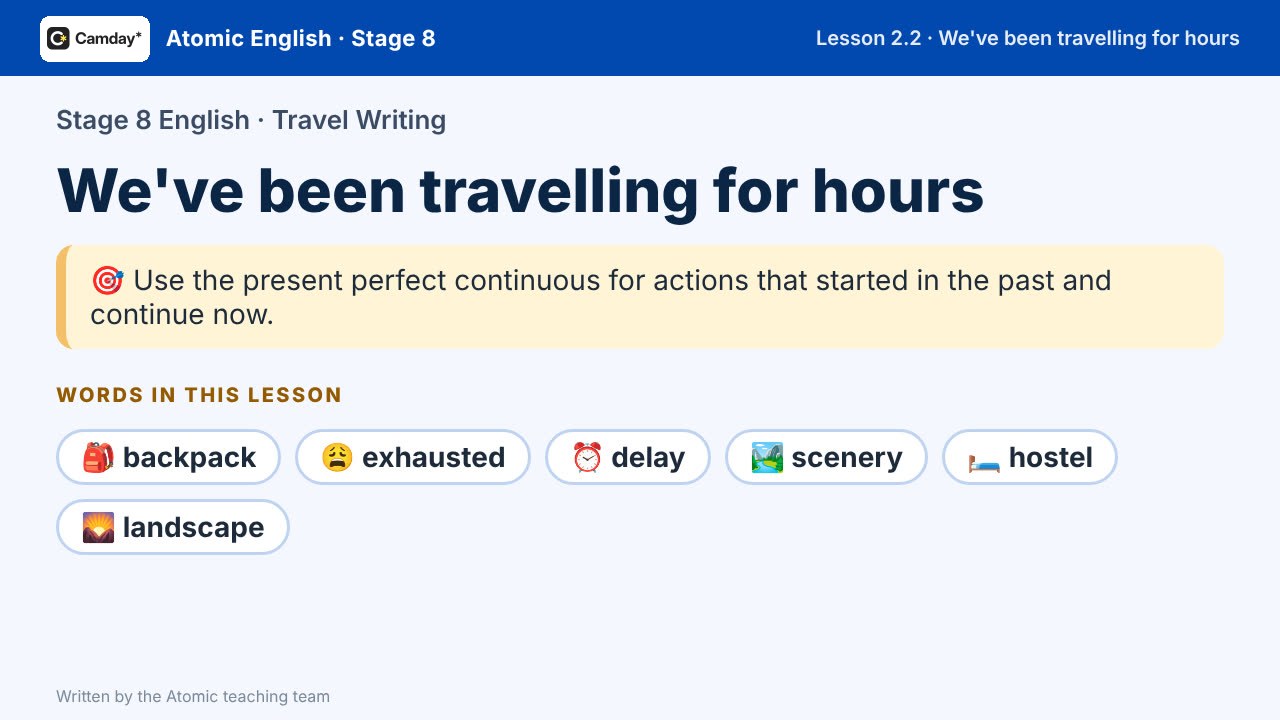 Camday*
Atomic English · Stage 8
Lesson 2.2 · We've been travelling for hours
Stage 8 English · Travel Writing
We've been travelling for hours
🎯 Use the present perfect continuous for actions that started in the past and
continue now.
WORDS IN THIS LESSON
🎒 backpack 😩 exhausted ⏰ delay 🏞️ scenery 🛏️ hostel
🌄 landscape
Written by the Atomic teaching team